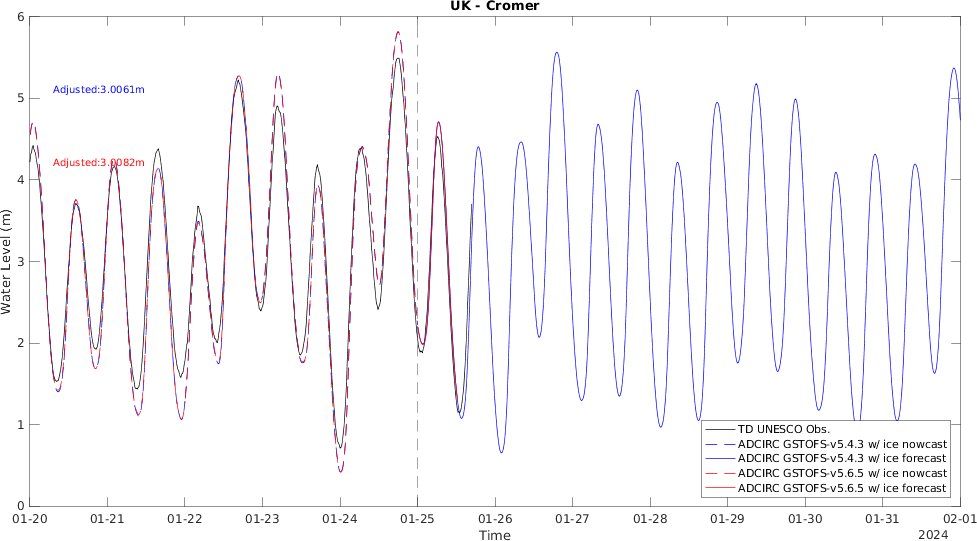 UK - Cromer
6
5
4
3
2
1
0
Water Level (m)
Adjusted:3.0061m
Adjusted:3.0082m
TD UNESCO Obs.
ADCIRC GSTOFS-v5.4.3 w/ ice nowcast
ADCIRC GSTOFS-v5.4.3 w/ ice forecast
ADCIRC GSTOFS-v5.6.5 w/ ice nowcast
ADCIRC GSTOFS-v5.6.5 w/ ice forecast
01-20 01-21 01-22 01-23 01-24 01-25 01-26 01-27 01-28 01-29 01-30 01-31 02-01
Time
2024